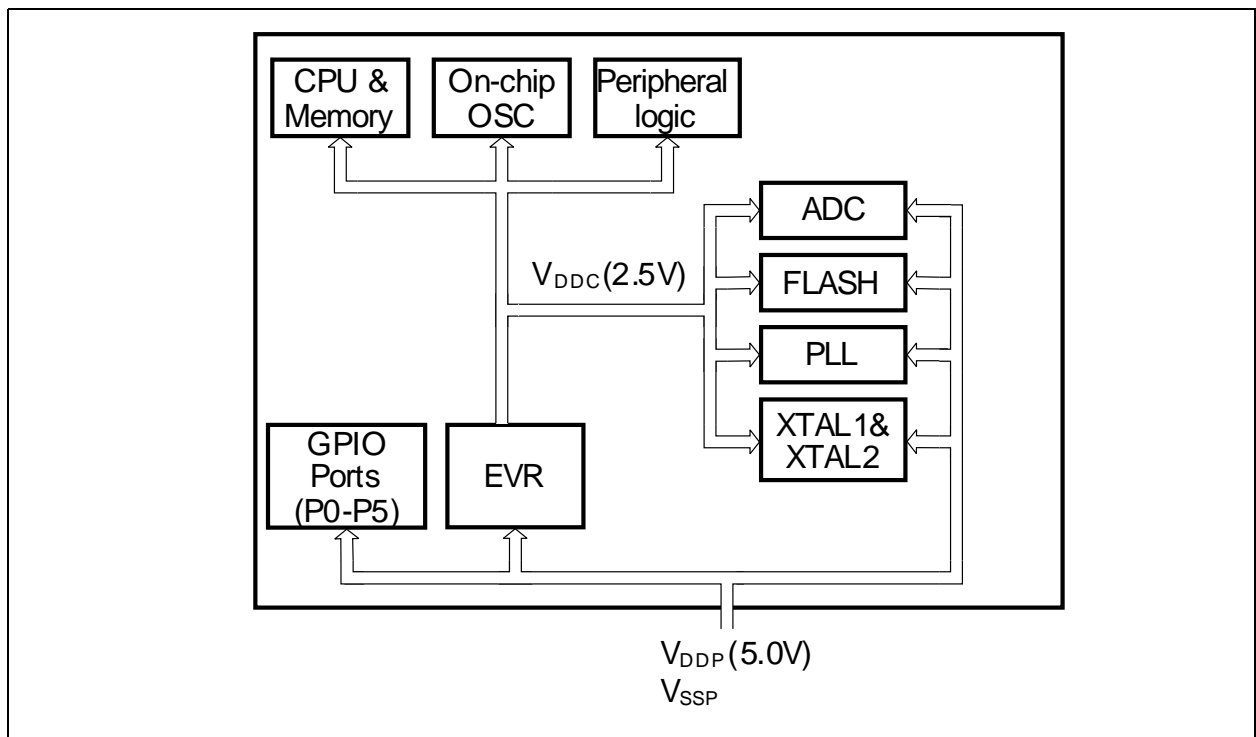 CPU &
Memory
On-chip
OSC
Peripheral
logic
ADC
VDDC(2.5V)
FLASH
PLL
XTAL1&
XTAL2
GPIO
Ports
(P0-P5)
EVR
VDDP(5.0V)
VSSP